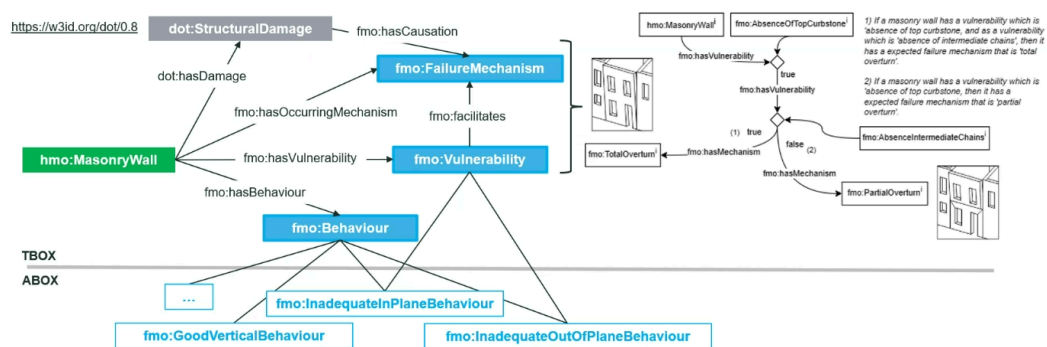 https://w3id.org/dot/0.8
dot:StructuralDamage
fmo:hasCausation
fmo:FailureMechanism
dot:hasDamage
fmo:hasOccurringMechanism
fmo:facilitates
hmo:MasonryWall
fmo:hasVulnerability
fmo:Vulnerability
fmo:hasBehaviour
fmo:Behaviour
TBOX
ABOX
...
fmo:InadequateInPlaneBehaviour
fmo:GoodVerticalBehaviour
fmo:InadequateOutOfPlaneBehaviour
hmo:MasonryWall¹
fmo:AbsenceOfTopCurbstone¹
fmo:hasVulnerability
true
fmo:hasVulnerability
(1) true
false
(2)
fmo:AbsenceIntermediateChains¹
fmo:TotalOverturn¹
fmo:hasMechanism
fmo:hasMechanism
fmo:PartialOverturn¹
1) If a masonry wall has a vulnerability which is
'absence of top curbstone, and as a vulnerability
which is 'absence of intermediate chains', then it
has a expected failure mechanism that is 'total
overturn'.
2) If a masonry wall has a vulnerability which is
'absence of top curbstone, then it has a
expected failure mechanism that is 'partial
overturn'.